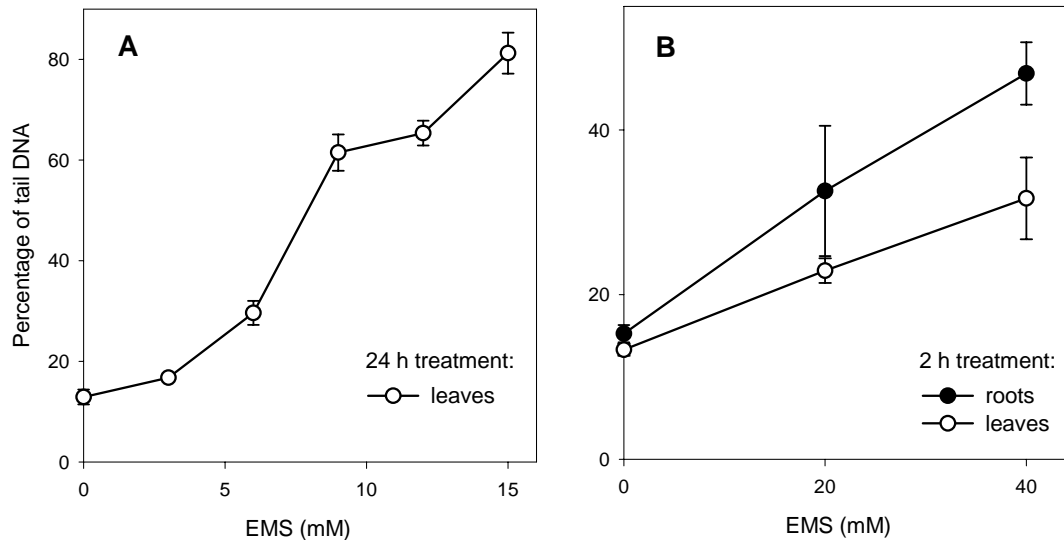 A
Percentage of tail DNA
80
60
40
20
0
0 5 10 15
EMS (mM)
24 h treatment:
leaves
B
40
20
0
0 20 40
EMS (mM)
2 h treatment:
roots
leaves